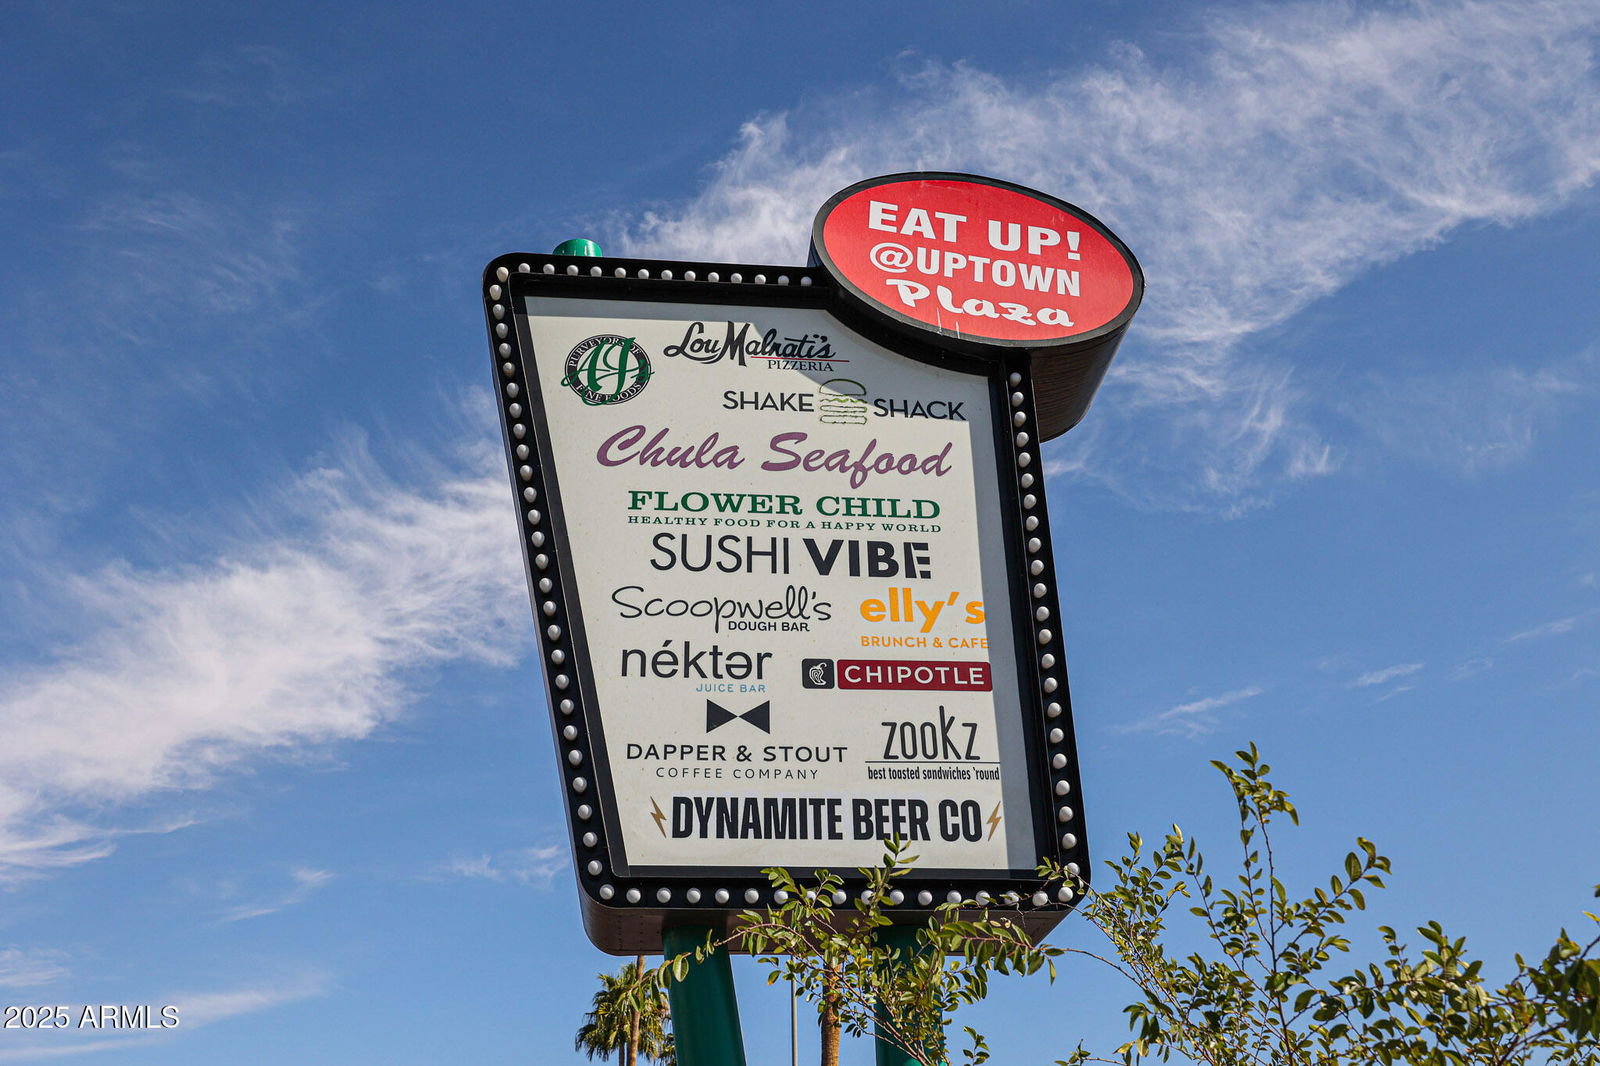 EAT UP!
@UPTOWN
Plaza
PURVEYORS OF
AJ's
FINE FOODS
Lou Malnati's
PIZZERIA
SHAKE SHACK
Chula Seafood
FLOWER CHILD
HEALTHY FOOD FOR A HAPPY WORLD
SUSHI VIBE
Scoopwell's
DOUGH BAR
elly's
BRUNCH & CAFE
néktər
JUICE BAR
CHIPOTLE
DAPPER & STOUT
COFFEE COMPANY
zookz
best toasted sandwiches 'round
DYNAMITE BEER CO
2025 ARMLS